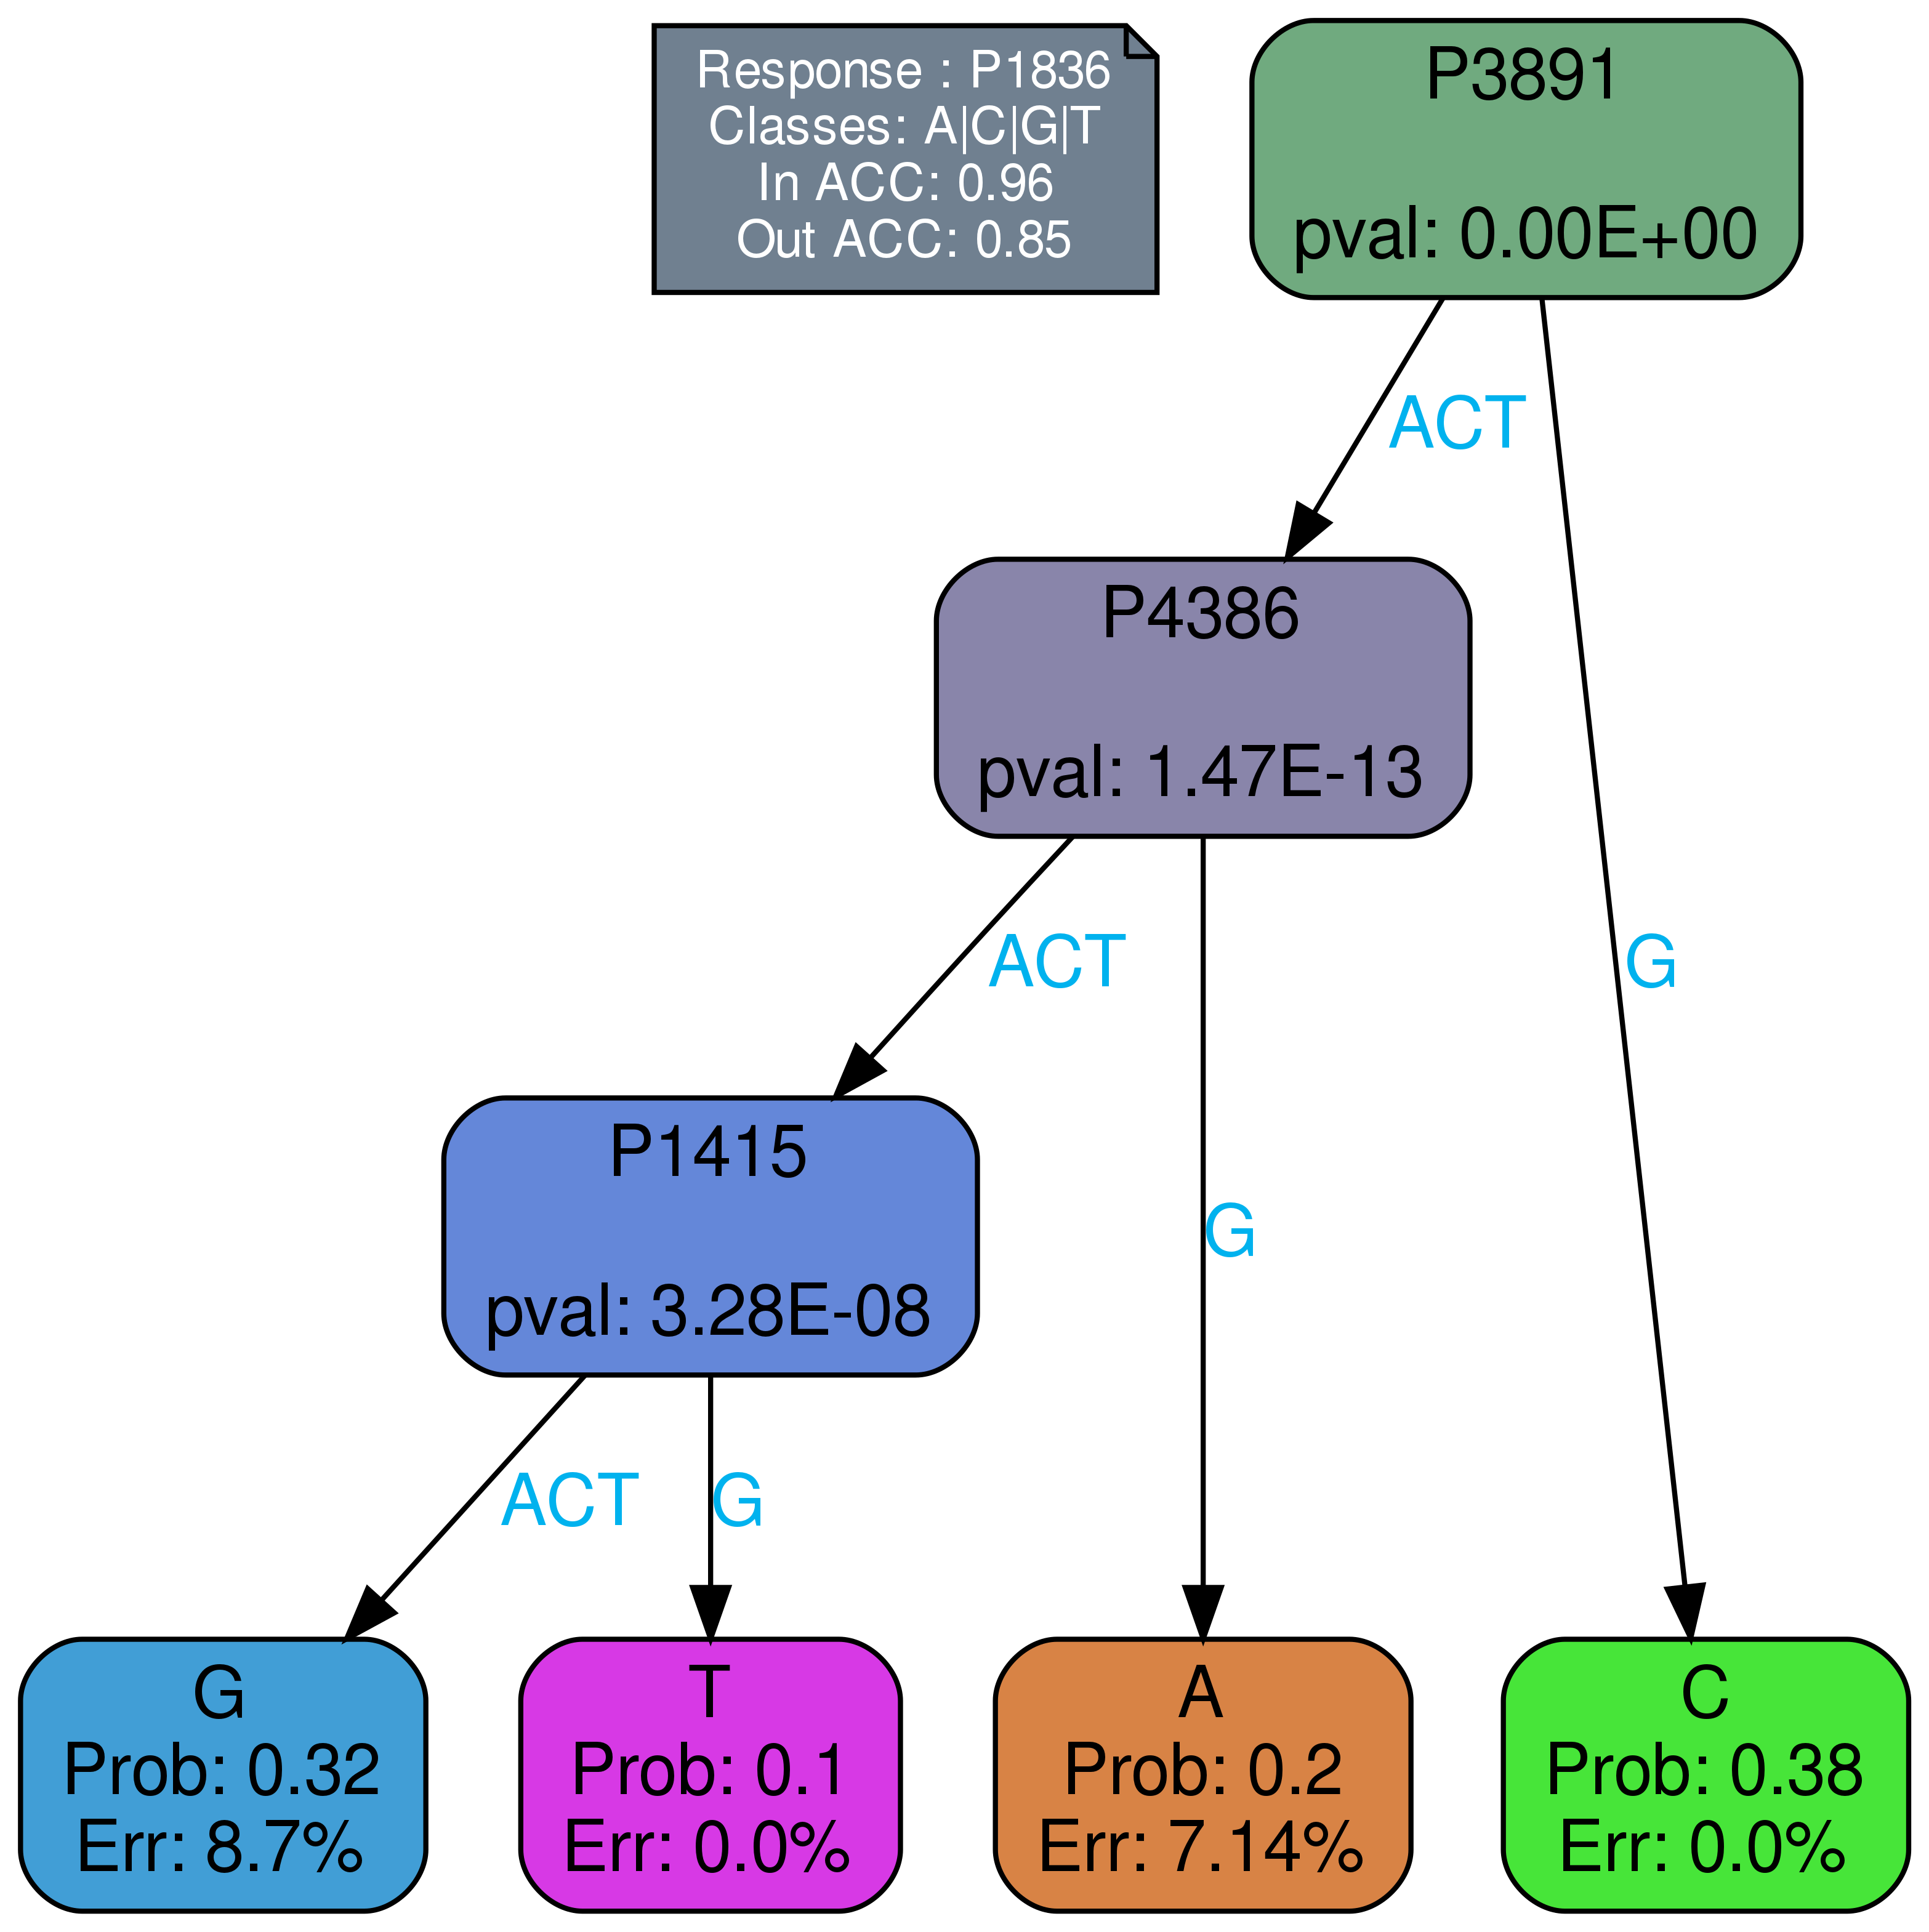 Response : P1836
Classes: A|C|G|T
In ACC: 0.96
Out ACC: 0.85
P3891
pval: 0.00E+00
ACT
P4386
pval: 1.47E-13
ACT
G
P1415
pval: 3.28E-08
G
ACT
G
G
Prob: 0.32
Err: 8.7%
T
Prob: 0.1
Err: 0.0%
A
Prob: 0.2
Err: 7.14%
C
Prob: 0.38
Err: 0.0%